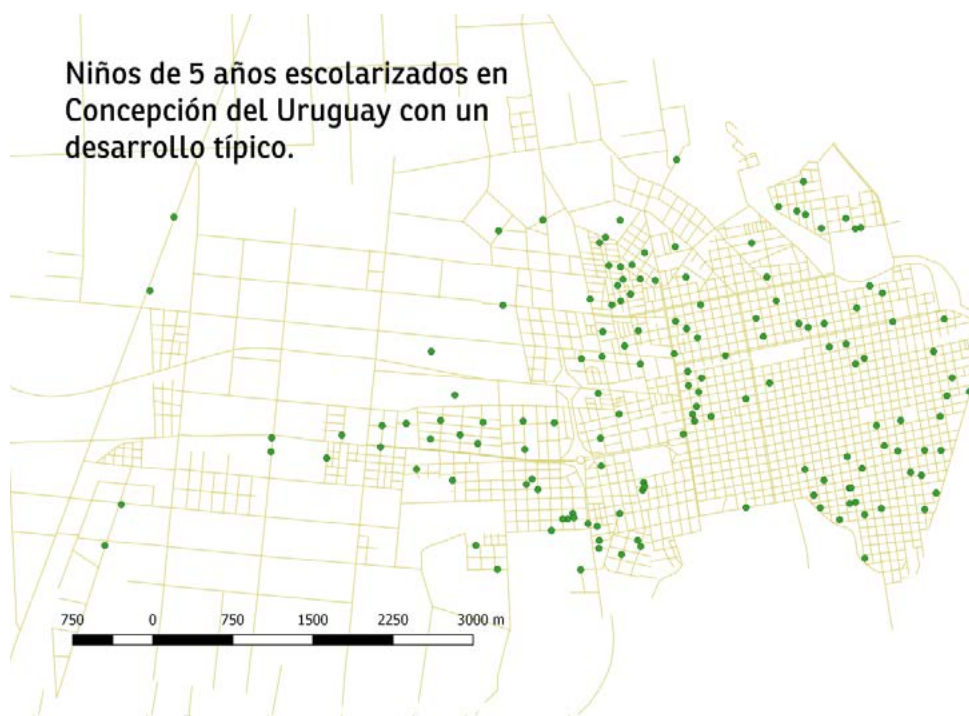 Niños de 5 años escolarizados en
Concepción del Uruguay con un
desarrollo típico.
750 0 750 1500 2250 3000 m